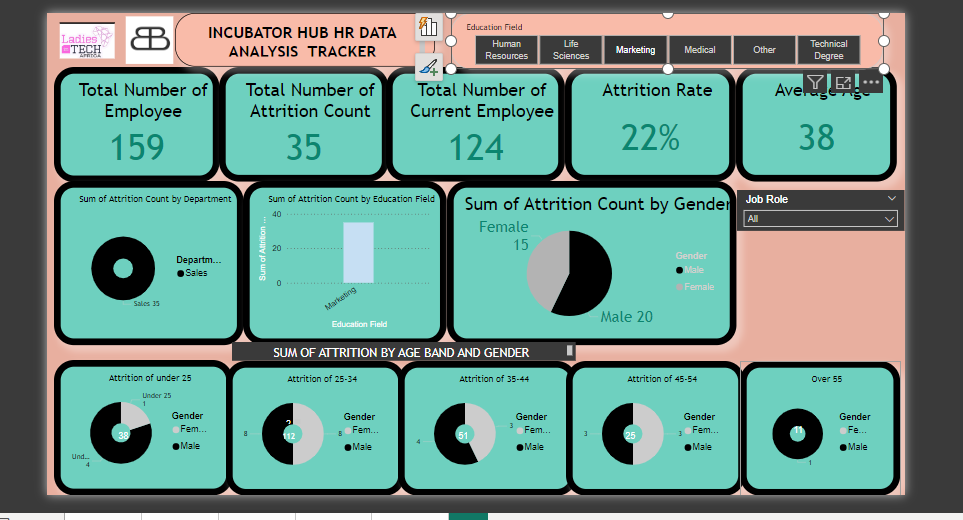 Ladies
in TECH
AFRICA
INCUBATOR HUB HR DATA
ANALYSIS TRACKER
Education Field
Human
Resources
Life
Sciences
Marketing
Medical
Other
Technical
Degree
Total Number of
Employee
159
Total Number of
Attrition Count
35
Total Number of
Current Employee
124
Attrition Rate
22%
Average Age
38
Sum of Attrition Count by Department
Departm...
Sales
Sales 35
Sum of Attrition Count by Education Field
Sum of Attrition ...
40
20
0
Marketing
Education Field
Sum of Attrition Count by Gender
Female
15
Male 20
Gender
Male
Female
Job Role
All
SUM OF ATTRITION BY AGE BAND AND GENDER
Attrition of under 25
Under 25
1
38
Und...
4
Gender
Fem...
Male
Attrition of 25-34
8
8
112
Gender
Fem...
Male
Attrition of 35-44
4
3
51
Gender
Fem...
Male
Attrition of 45-54
3
3
25
Gender
Fem...
Male
Over 55
11
1
Gender
Fe...
Male